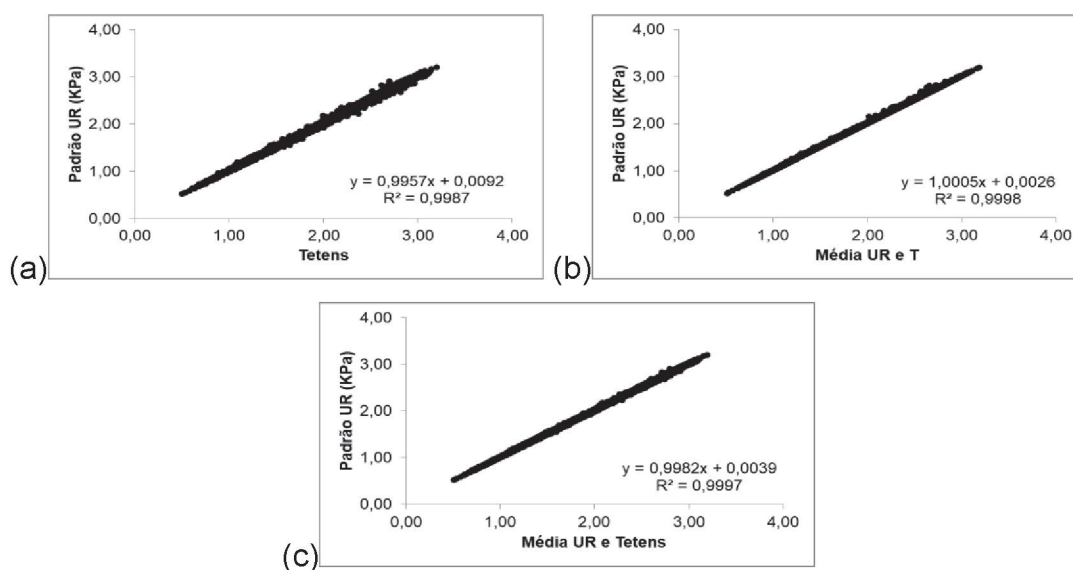 4,00
3,00
2,00
1,00
0,00
Padrão UR (KPa)
y = 0,9957x + 0,0092
R² = 0,9987
0,00 1,00 2,00 3,00 4,00
Tetens
(a)
4,00
3,00
2,00
1,00
0,00
Padrão UR (KPa)
y = 1,0005x + 0,0026
R² = 0,9998
0,00 1,00 2,00 3,00 4,00
Média UR e T
(b)
4,00
3,00
2,00
1,00
0,00
Padrão UR (KPa)
y = 0,9982x + 0,0039
R² = 0,9997
0,00 1,00 2,00 3,00 4,00
Média UR e Tetens
(c)